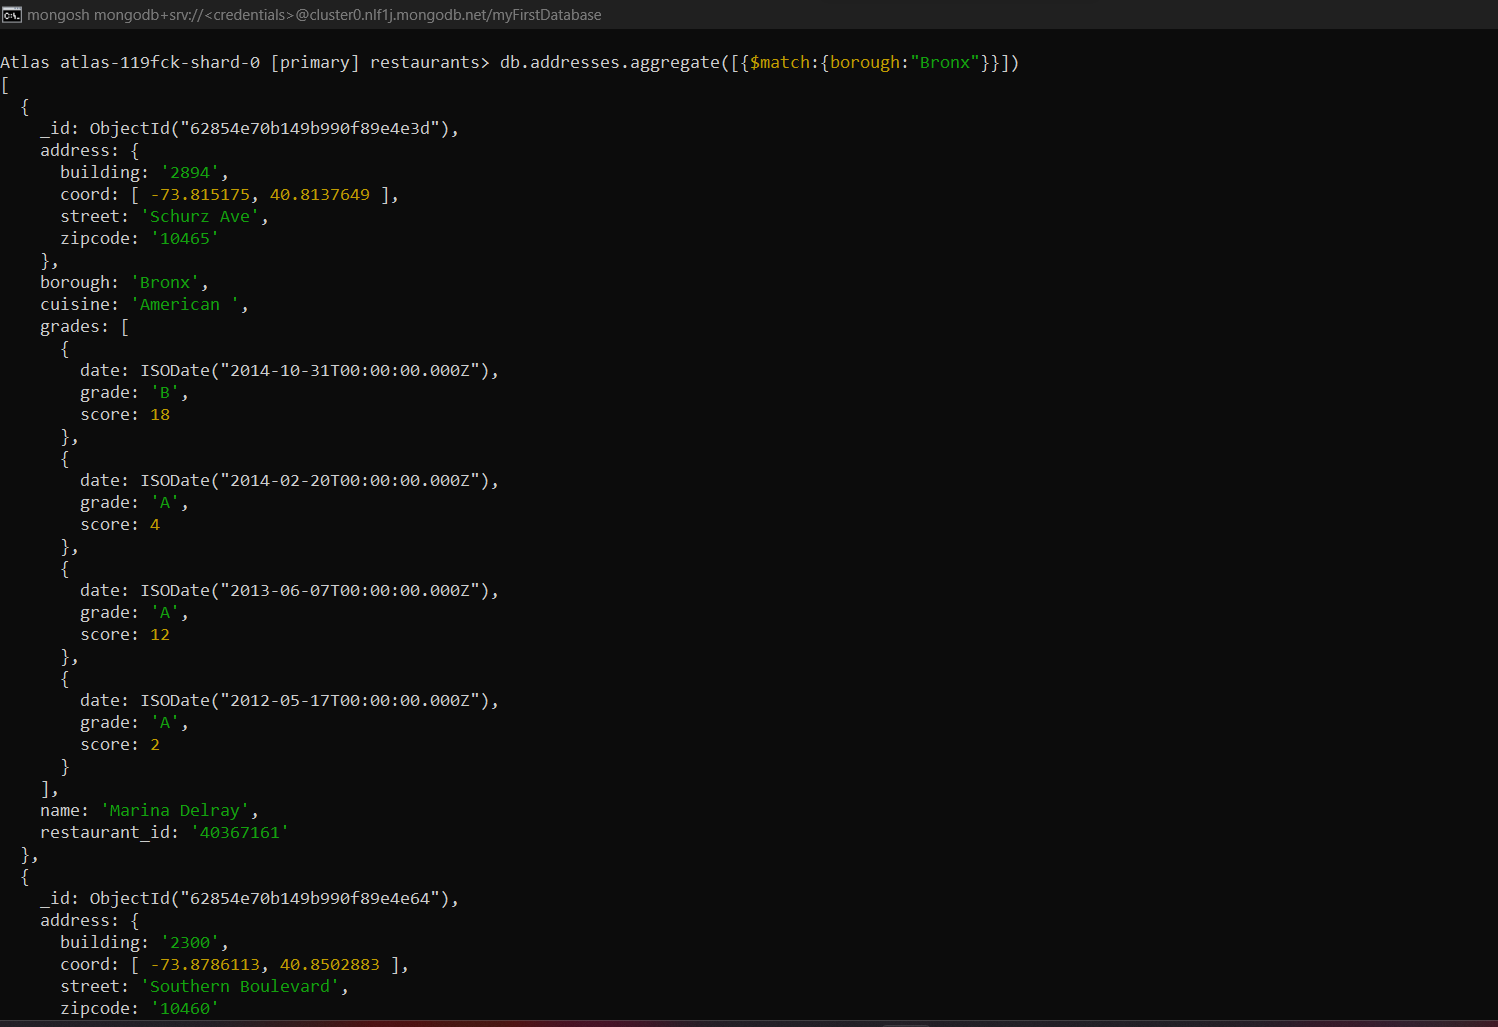 mongosh mongodb+srv://<credentials>@cluster0.nlf1j.mongodb.net/myFirstDatabase
Atlas atlas-119fck-shard-0 [primary] restaurants> db.addresses.aggregate([{$match:{borough:"Bronx"}}])
[
  {
    _id: ObjectId("62854e70b149b990f89e4e3d"),
    address: {
      building: '2894',
      coord: [ -73.815175, 40.8137649 ],
      street: 'Schurz Ave',
      zipcode: '10465'
    },
    borough: 'Bronx',
    cuisine: 'American ',
    grades: [
      {
        date: ISODate("2014-10-31T00:00:00.000Z"),
        grade: 'B',
        score: 18
      },
      {
        date: ISODate("2014-02-20T00:00:00.000Z"),
        grade: 'A',
        score: 4
      },
      {
        date: ISODate("2013-06-07T00:00:00.000Z"),
        grade: 'A',
        score: 12
      },
      {
        date: ISODate("2012-05-17T00:00:00.000Z"),
        grade: 'A',
        score: 2
      }
    ],
    name: 'Marina Delray',
    restaurant_id: '40367161'
  },
  {
    _id: ObjectId("62854e70b149b990f89e4e64"),
    address: {
      building: '2300',
      coord: [ -73.8786113, 40.8502883 ],
      street: 'Southern Boulevard',
      zipcode: '10460'